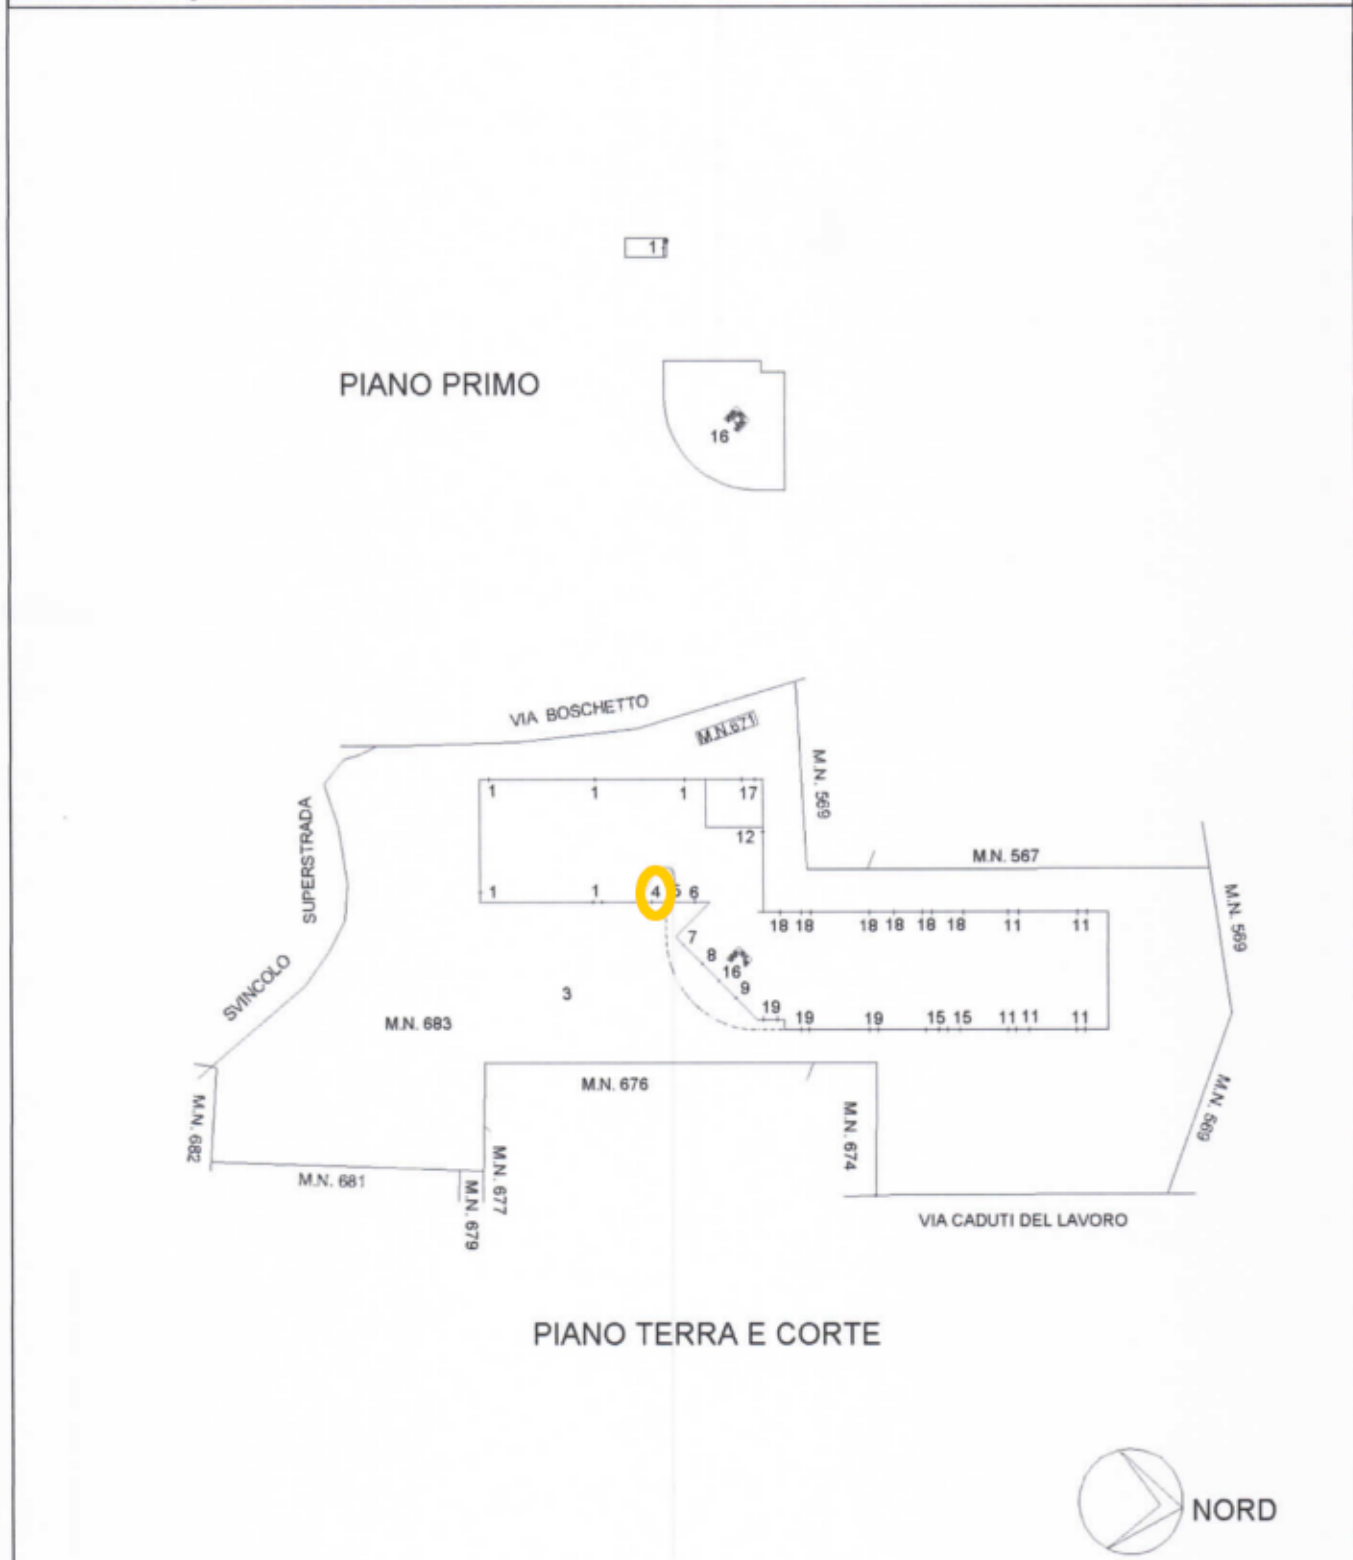 1
PIANO PRIMO
16
VIA BOSCHETTO
M.N.671
M.N. 569
SUPERSTRADA
1 1 1 17
12
M.N. 567
1 1 4 5 6
M.N. 569
18 18 18 18 18 18 11 11
7
8
16
9
SVINCOLO
3
M.N. 683
19 19 19 15 15 11 11 11
M.N. 676
M.N. 682
M.N. 674
M.N. 569
M.N. 681
M.N. 677
M.N. 679
VIA CADUTI DEL LAVORO
PIANO TERRA E CORTE
NORD